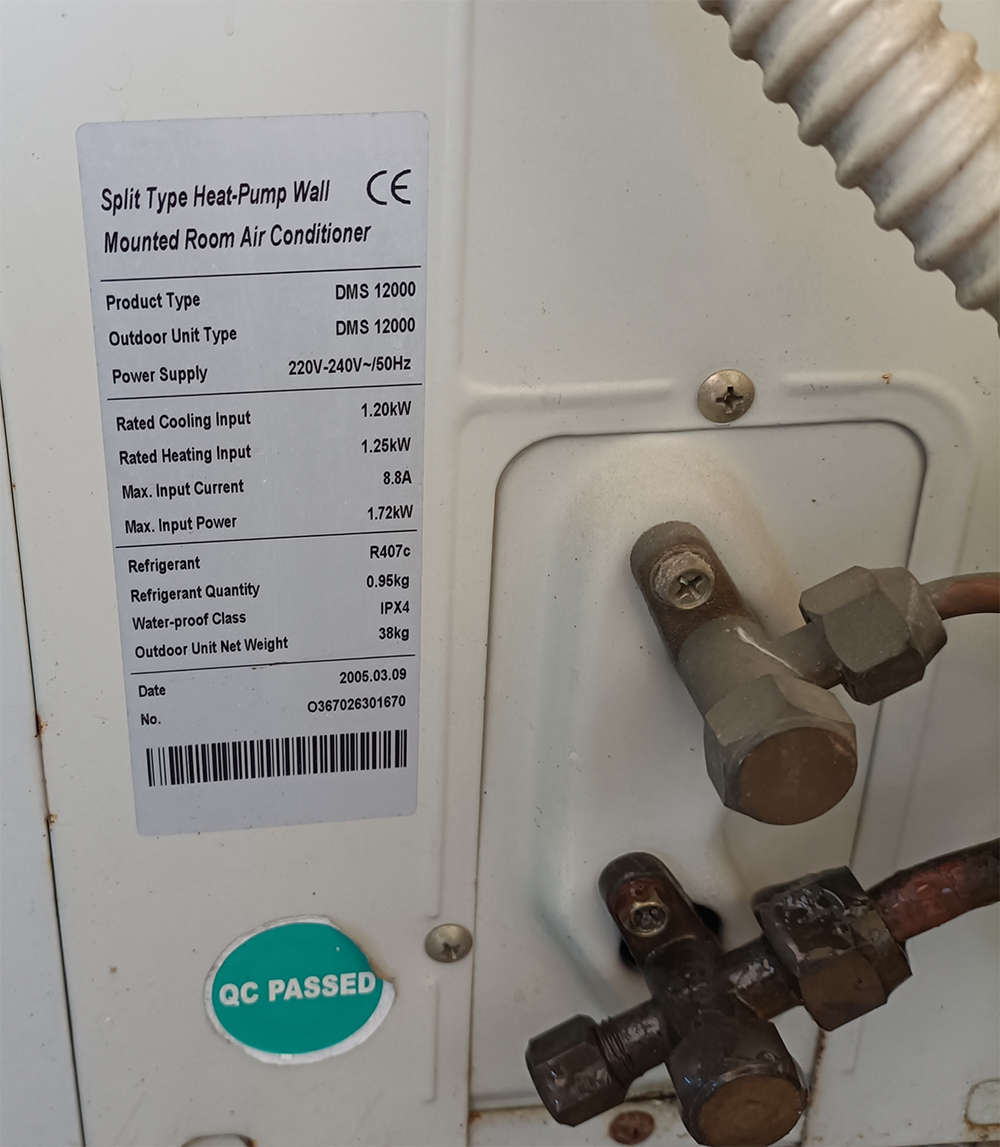 Split Type Heat-Pump Wall CE
Mounted Room Air Conditioner
Product Type DMS 12000
Outdoor Unit Type DMS 12000
Power Supply 220V-240V~/50Hz
Rated Cooling Input 1.20kW
Rated Heating Input 1.25kW
Max. Input Current 8.8A
Max. Input Power 1.72kW
Refrigerant R407c
Refrigerant Quantity 0.95kg
Water-proof Class IPX4
Outdoor Unit Net Weight 38kg
Date 2005.03.09
No. O367026301670
QC PASSED